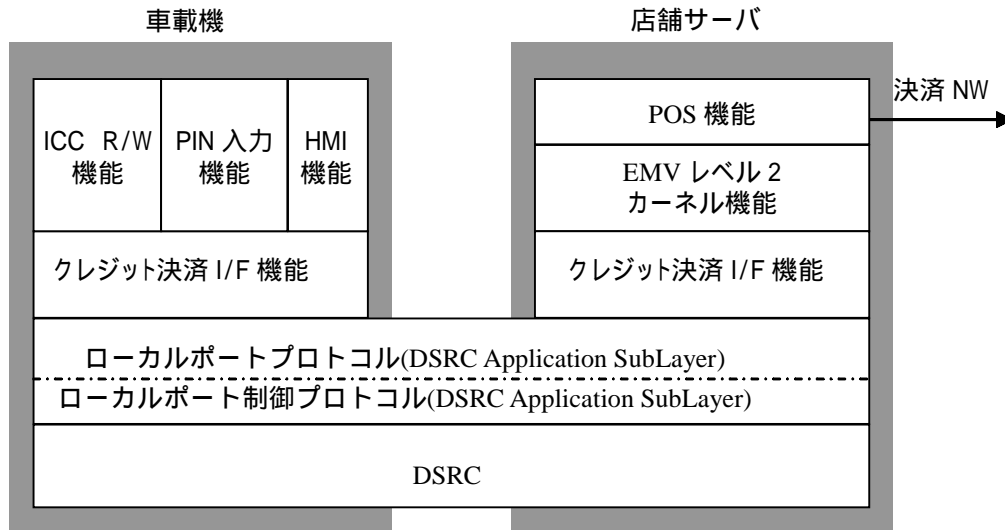 車載機
店舗サーバ
決済 NW
ICC R/W
機能
PIN 入力
機能
HMI
機能
クレジット決済 I/F 機能
POS 機能
EMV レベル 2
カーネル機能
クレジット決済 I/F 機能
ローカルポートプロトコル(DSRC Application SubLayer)
ローカルポート制御プロトコル(DSRC Application SubLayer)
DSRC